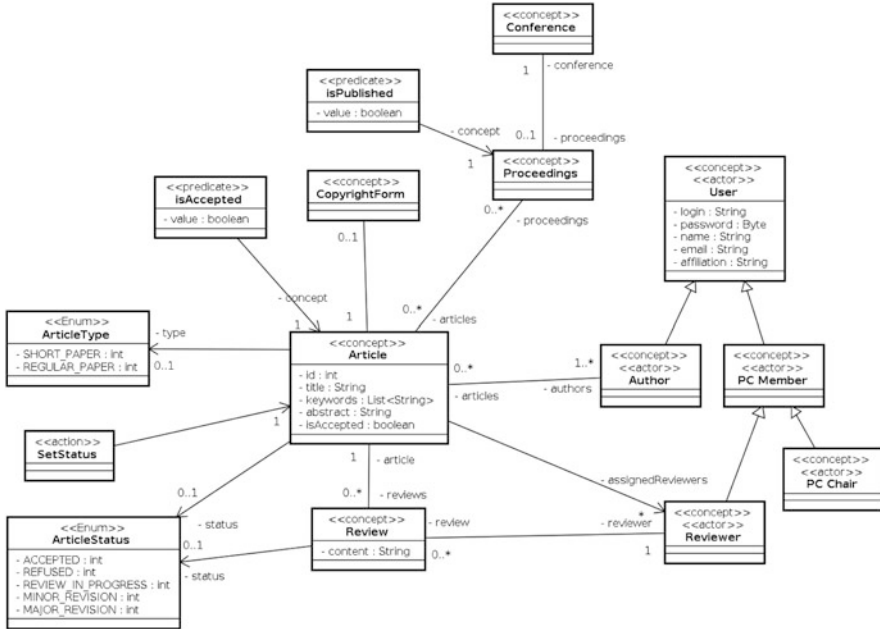 <<concept>>
Conference
1
- conference
<<predicate>>
isPublished
- value : boolean
- concept
1
0..1
- proceedings
<<concept>>
Proceedings
0..*
- proceedings
<<predicate>>
isAccepted
- value : boolean
<<concept>>
CopyrightForm
0..1
<<concept>>
<<actor>>
User
- login : String
- password : Byte
- name : String
- email : String
- affiliation : String
- concept
1
1
0..*
- articles
<<Enum>>
ArticleType
- SHORT_PAPER : int
- REGULAR_PAPER : int
- type
0..1
<<concept>>
Article
- id : int
- title : String
- keywords : List<String>
- abstract : String
- isAccepted : boolean
0..*
- articles
1..*
- authors
<<concept>>
<<actor>>
Author
<<concept>>
<<actor>>
PC Member
<<action>>
SetStatus
1
<<concept>>
<<actor>>
PC Chair
1
- article
0..*
- reviews
- assignedReviewers
*
0..1
- status
<<Enum>>
ArticleStatus
- ACCEPTED : int
- REFUSED : int
- REVIEW_IN_PROGRESS : int
- MINOR_REVISION : int
- MAJOR_REVISION : int
0..1
- status
<<concept>>
Review
- content : String
- review
0..*
- reviewer
1
<<concept>>
<<actor>>
Reviewer